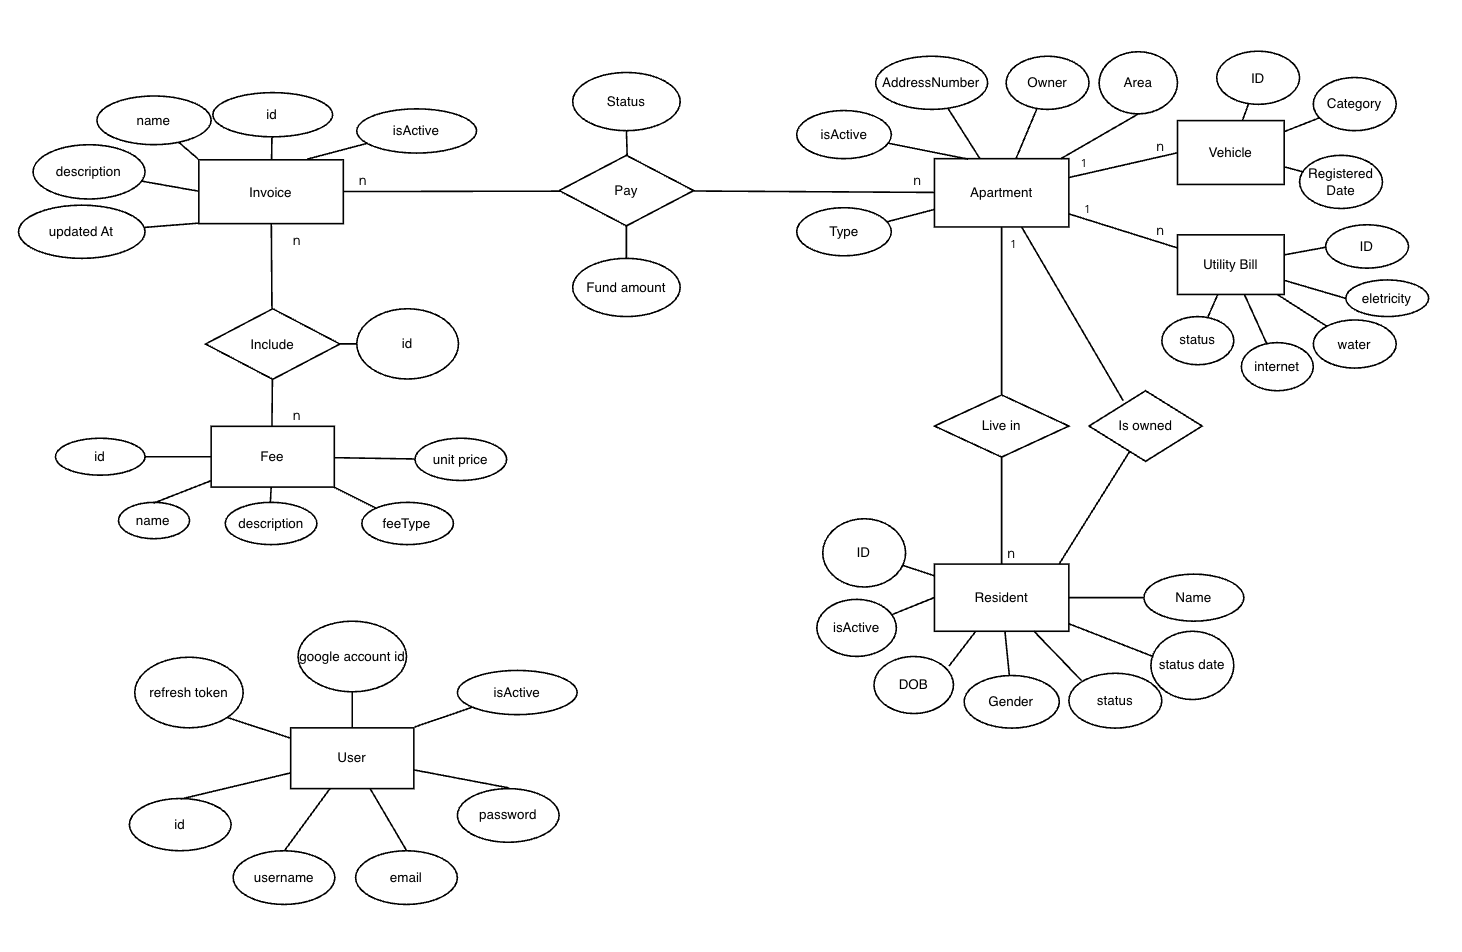 name
id
isActive
description
updated At
Invoice
n
Status
Pay
Fund amount
n
AddressNumber
Owner
Area
isActive
Type
Apartment
1
n
ID
Category
Vehicle
Registered
Date
1
n
Utility Bill
ID
eletricity
water
internet
status
n
Include
id
n
Fee
id
name
description
feeType
unit price
1
Live in
Is owned
n
Resident
ID
isActive
DOB
Gender
status
status date
Name
google account id
refresh token
isActive
User
id
username
email
password